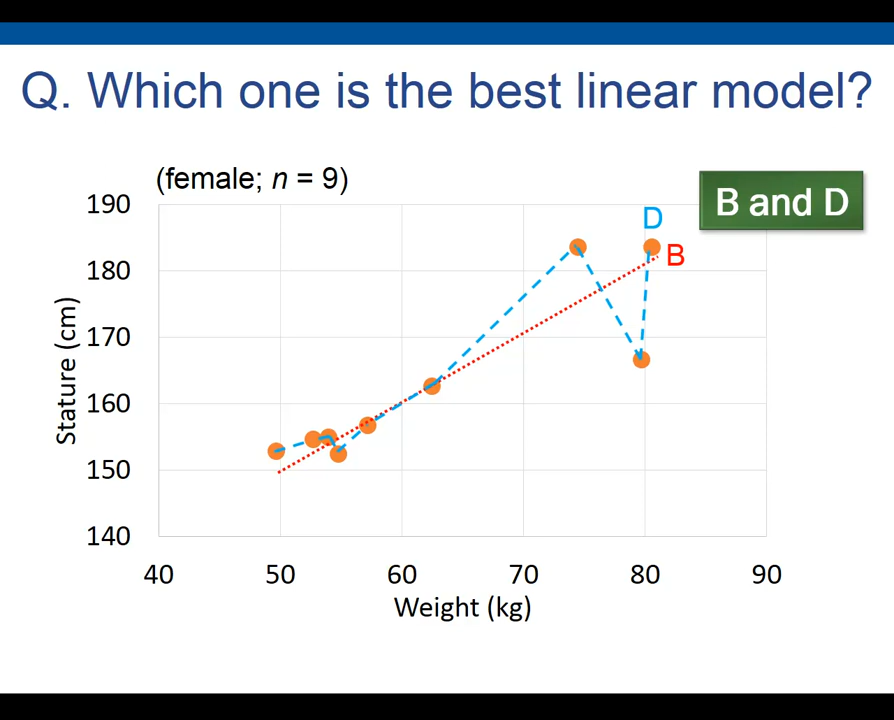 Q. Which one is the best linear model?
(female; n = 9)
B and D
190
180
170
160
150
140
D
B
Stature (cm)
40 50 60 70 80 90
Weight (kg)